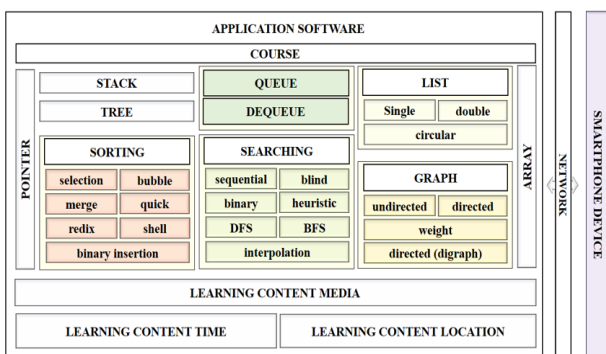 APPLICATION SOFTWARE
COURSE
POINTER
STACK
TREE
QUEUE
DEQUEUE
LIST
Single double
circular
SORTING
selection bubble
merge quick
redix shell
binary insertion
SEARCHING
sequential blind
binary heuristic
DFS BFS
interpolation
GRAPH
undirected directed
weight
directed (digraph)
ARRAY
LEARNING CONTENT MEDIA
LEARNING CONTENT TIME
LEARNING CONTENT LOCATION
NETWORK
SMARTPHONE DEVICE